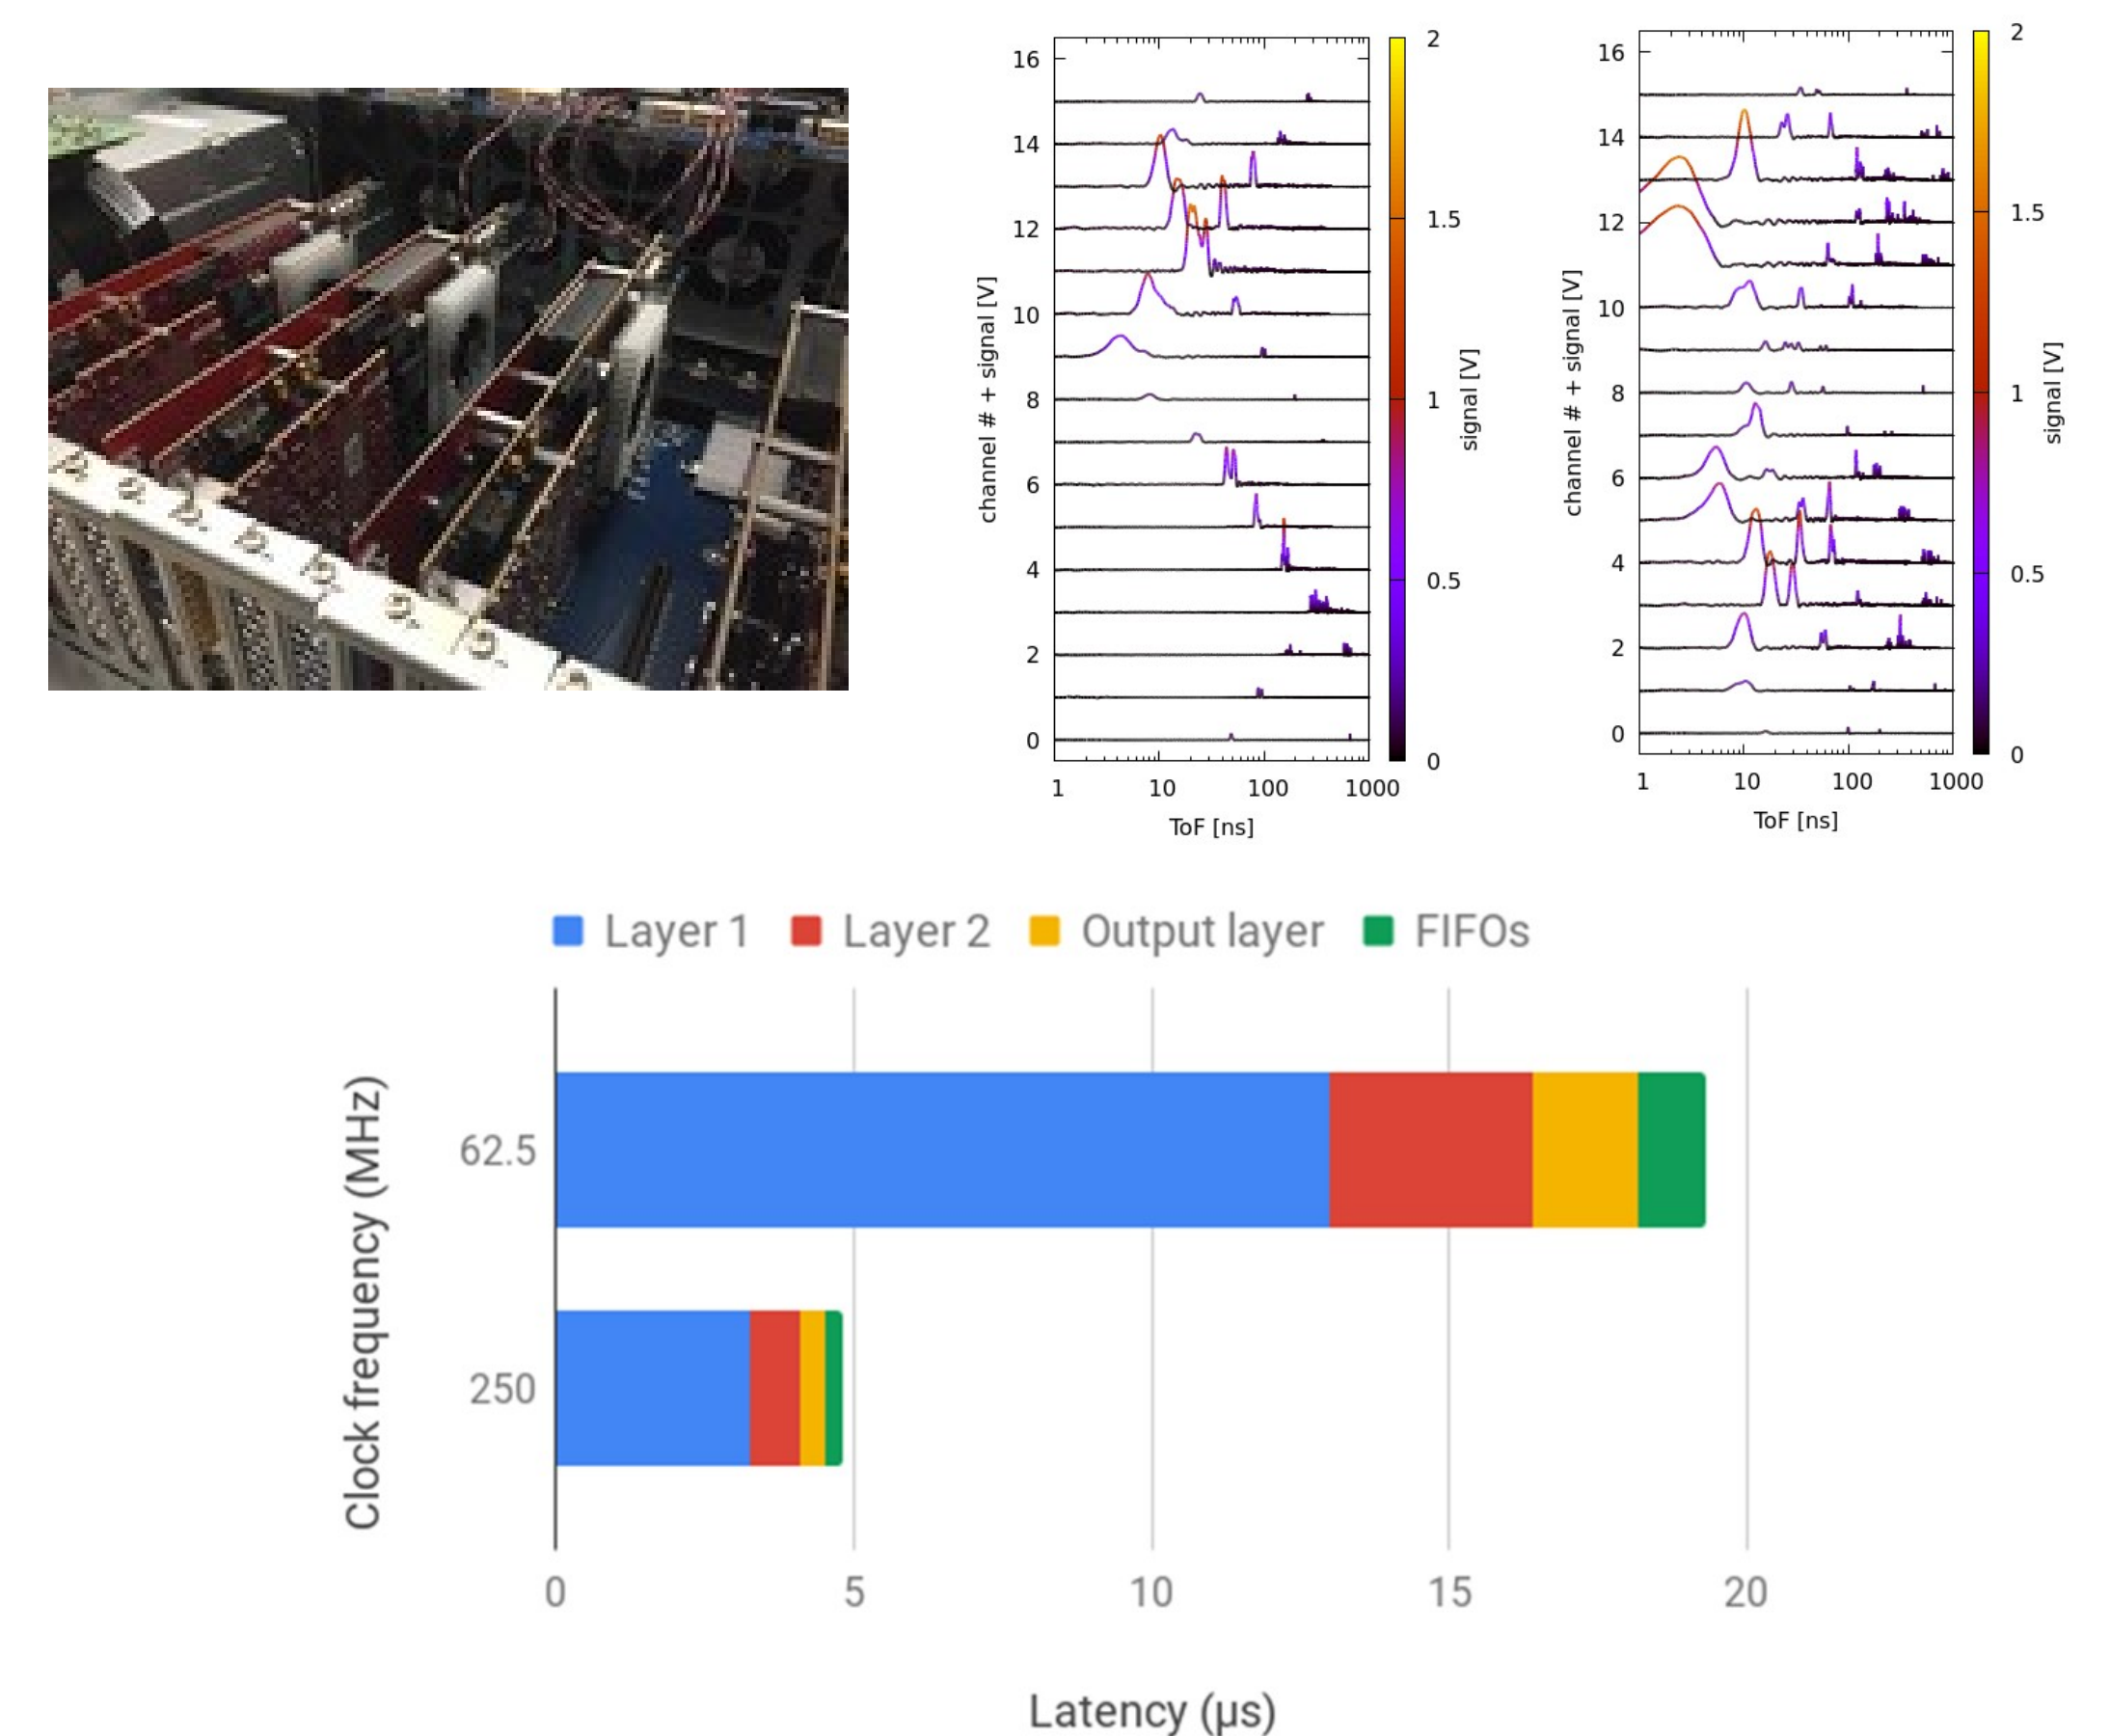 16
14
12
10
8
6
4
2
0
channel # + signal [V]
1 10 100 1000
ToF [ns]
2
1.5
1
0.5
0
signal [V]
16
14
12
10
8
6
4
2
0
channel # + signal [V]
1 10 100 1000
ToF [ns]
2
1.5
1
0.5
0
signal [V]
Layer 1 Layer 2 Output layer FIFOs
Clock frequency (MHz)
62.5
250
0 5 10 15 20
Latency (μs)